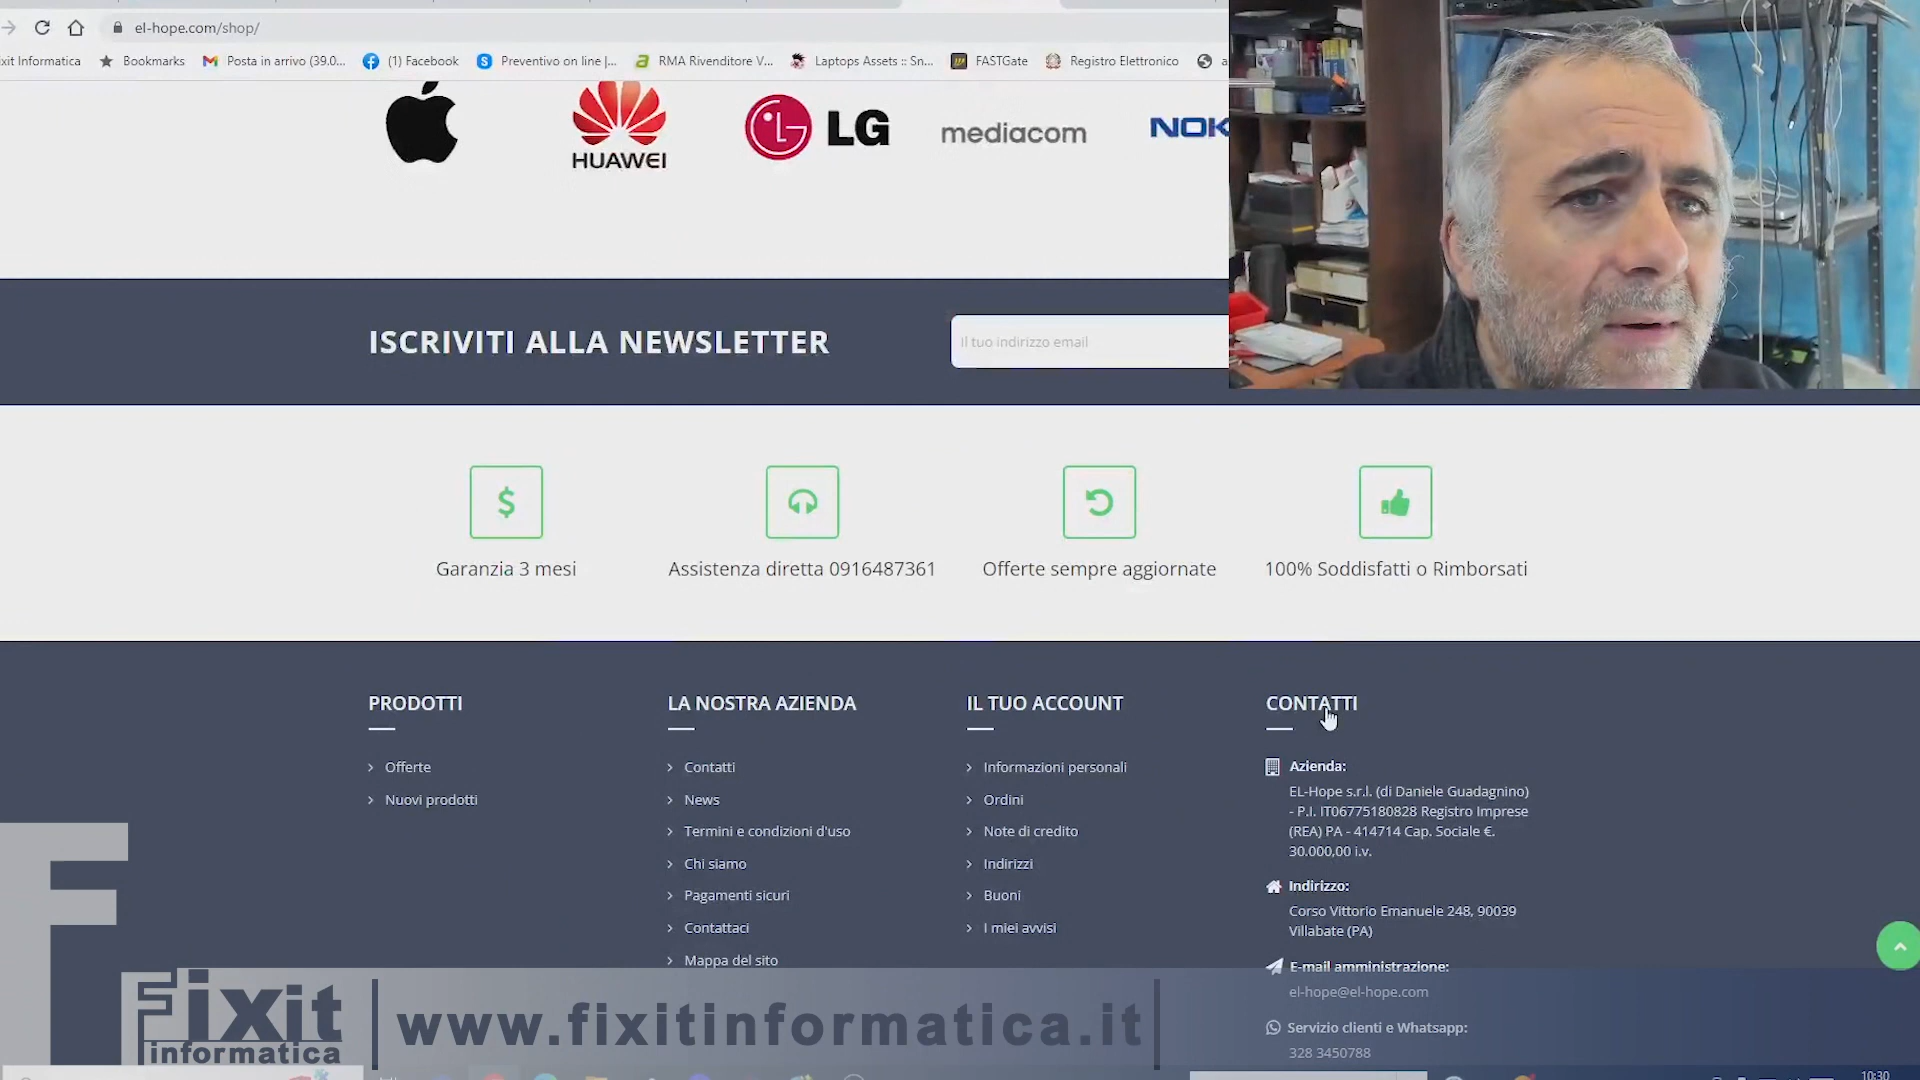 el-hope.com/shop/
xit Informatica
Bookmarks
Posta in arrivo (39.0...
(1) Facebook
Preventivo on line |...
RMA Rivenditore V...
Laptops Assets :: Sn...
FASTGate
Registro Elettronico
HUAWEI
LG
mediacom
NOK
ISCRIVITI ALLA NEWSLETTER
Il tuo indirizzo email
Garanzia 3 mesi
Assistenza diretta 0916487361
Offerte sempre aggiornate
100% Soddisfatti o Rimborsati
PRODOTTI
Offerte
Nuovi prodotti
LA NOSTRA AZIENDA
Contatti
News
Termini e condizioni d'uso
Chi siamo
Pagamenti sicuri
Contattaci
Mappa del sito
IL TUO ACCOUNT
Informazioni personali
Ordini
Note di credito
Indirizzi
Buoni
I miei avvisi
CONTATTI
Azienda:
EL-Hope s.r.l. (di Daniele Guadagnino)
- P.I. IT06775180828 Registro Imprese
(REA) PA - 414714 Cap. Sociale €.
30.000,00 i.v.
Indirizzo:
Corso Vittorio Emanuele 248, 90039
Villabate (PA)
E-mail amministrazione:
el-hope@el-hope.com
Servizio clienti e Whatsapp:
328 3450788
Fixit
informatica
www.fixitinformatica.it
10:30